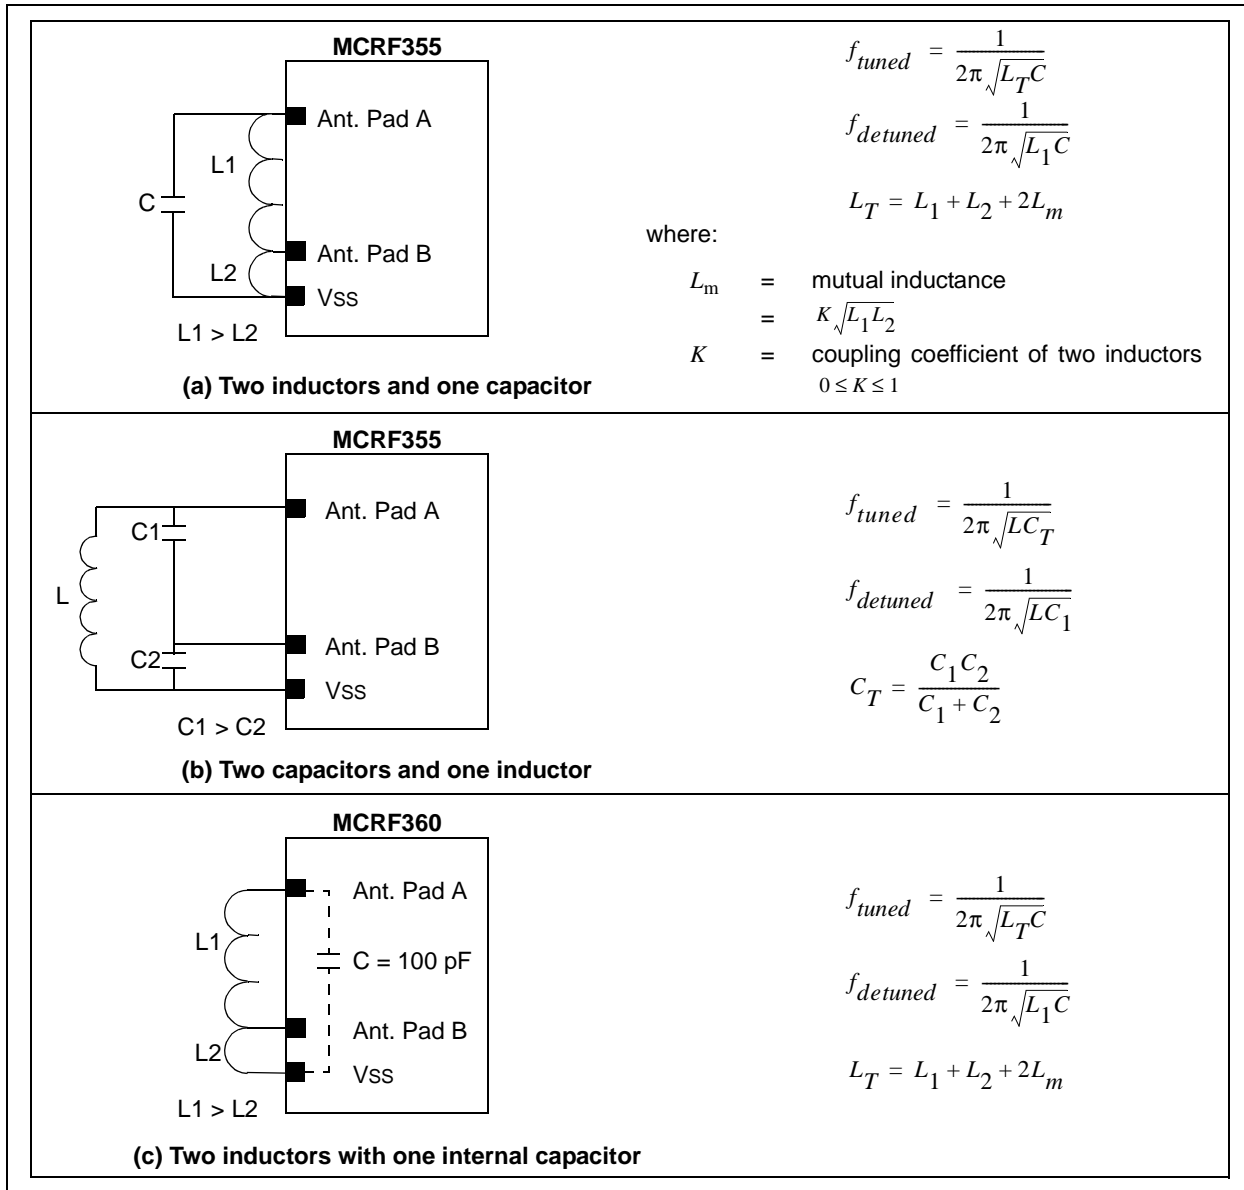 MCRF355
Ant. Pad A
L1
C
Ant. Pad B
L2
VSS
L1 > L2
(a) Two inductors and one capacitor
f_tuned = 1 / (2π√(L_T C))
f_detuned = 1 / (2π√(L_1 C))
L_T = L_1 + L_2 + 2L_m
where:
L_m = mutual inductance
= K√(L_1 L_2)
K = coupling coefficient of two inductors
0 ≤ K ≤ 1
MCRF355
Ant. Pad A
C1
L
Ant. Pad B
C2
VSS
C1 > C2
(b) Two capacitors and one inductor
f_tuned = 1 / (2π√(LC_T))
f_detuned = 1 / (2π√(LC_1))
C_T = C_1 C_2 / (C_1 + C_2)
MCRF360
Ant. Pad A
L1
C = 100 pF
Ant. Pad B
L2
VSS
L1 > L2
(c) Two inductors with one internal capacitor
f_tuned = 1 / (2π√(L_T C))
f_detuned = 1 / (2π√(L_1 C))
L_T = L_1 + L_2 + 2L_m